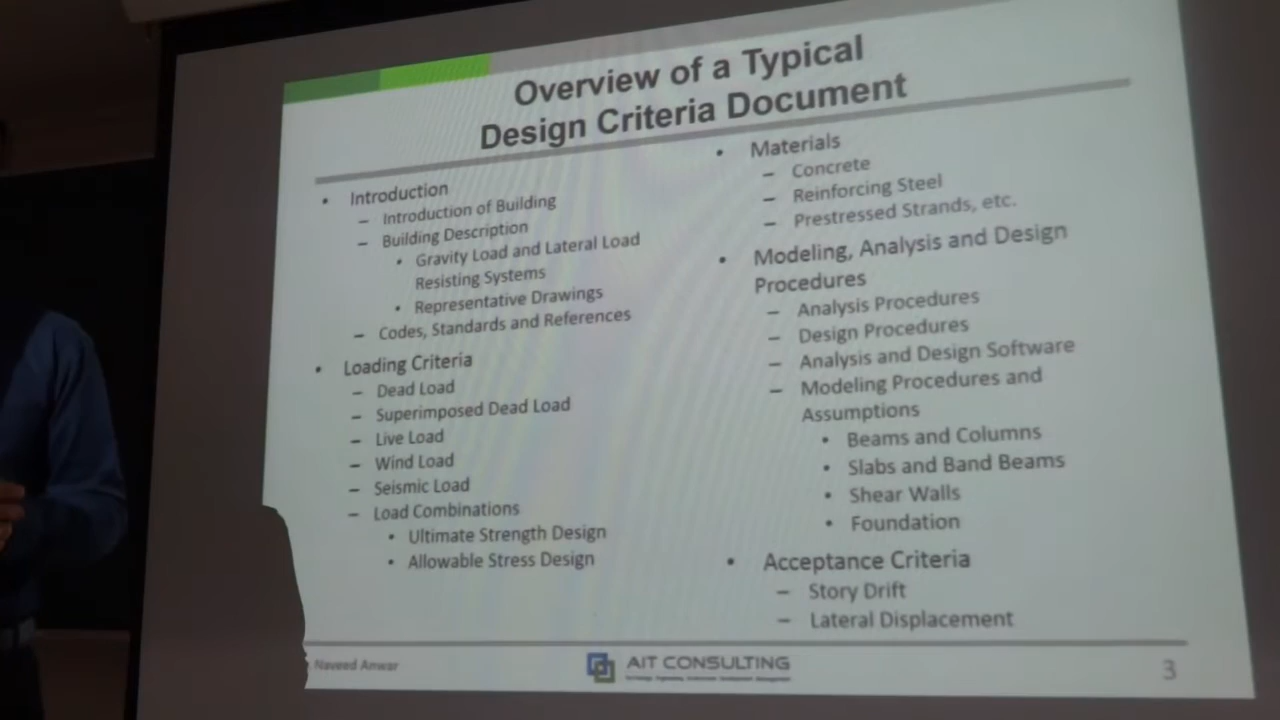 Overview of a Typical
Design Criteria Document
• Introduction
– Introduction of Building
– Building Description
• Gravity Load and Lateral Load
Resisting Systems
• Representative Drawings
– Codes, Standards and References
• Loading Criteria
– Dead Load
– Superimposed Dead Load
– Live Load
– Wind Load
– Seismic Load
– Load Combinations
• Ultimate Strength Design
• Allowable Stress Design
• Materials
– Concrete
– Reinforcing Steel
– Prestressed Strands, etc.
• Modeling, Analysis and Design
Procedures
– Analysis Procedures
– Design Procedures
– Analysis and Design Software
– Modeling Procedures and
Assumptions
• Beams and Columns
• Slabs and Band Beams
• Shear Walls
• Foundation
• Acceptance Criteria
– Story Drift
– Lateral Displacement
Naveed Anwar
AIT CONSULTING
3